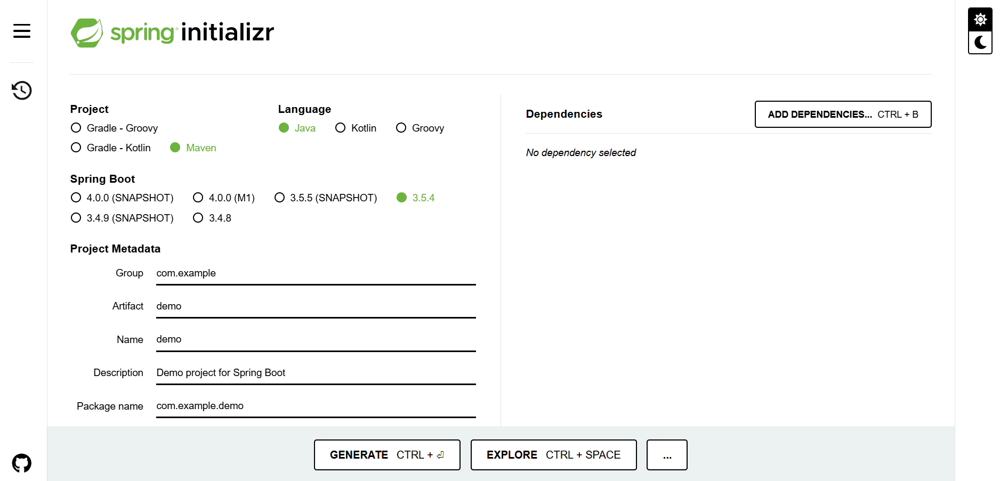 spring initializr
Project
Gradle - Groovy
Gradle - Kotlin Maven
Language
Java Kotlin Groovy
Spring Boot
4.0.0 (SNAPSHOT) 4.0.0 (M1) 3.5.5 (SNAPSHOT) 3.5.4
3.4.9 (SNAPSHOT) 3.4.8
Project Metadata
Group com.example
Artifact demo
Name demo
Description Demo project for Spring Boot
Package name com.example.demo
Dependencies ADD DEPENDENCIES... CTRL + B
No dependency selected
GENERATE CTRL + ⏎ EXPLORE CTRL + SPACE ...